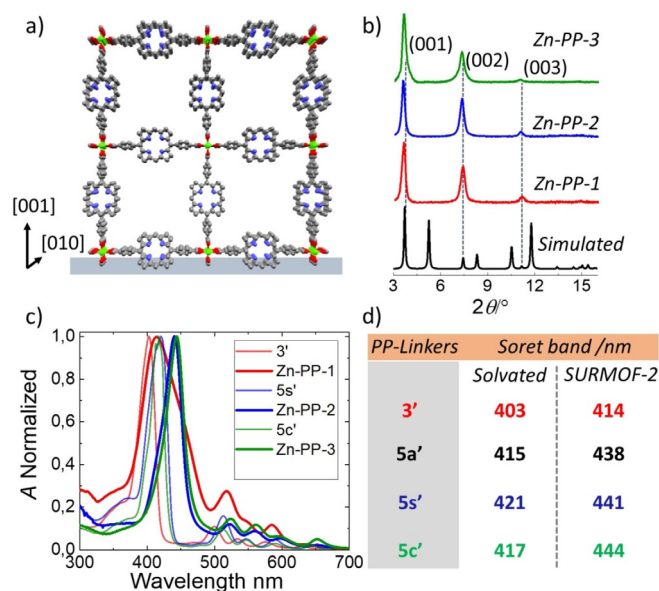 a)
[001]
[010]
b)
Zn-PP-3
(001)
(002)
(003)
Zn-PP-2
Zn-PP-1
Simulated
3 6 9 12 15
2θ/°
c)
1,0
0,8
0,6
0,4
0,2
0,0
A Normalized
3'
Zn-PP-1
5s'
Zn-PP-2
5c'
Zn-PP-3
300 400 500 600 700
Wavelength nm
d)
PP-Linkers Soret band /nm
Solvated SURMOF-2
3’ 403 414
5a’ 415 438
5s’ 421 441
5c’ 417 444